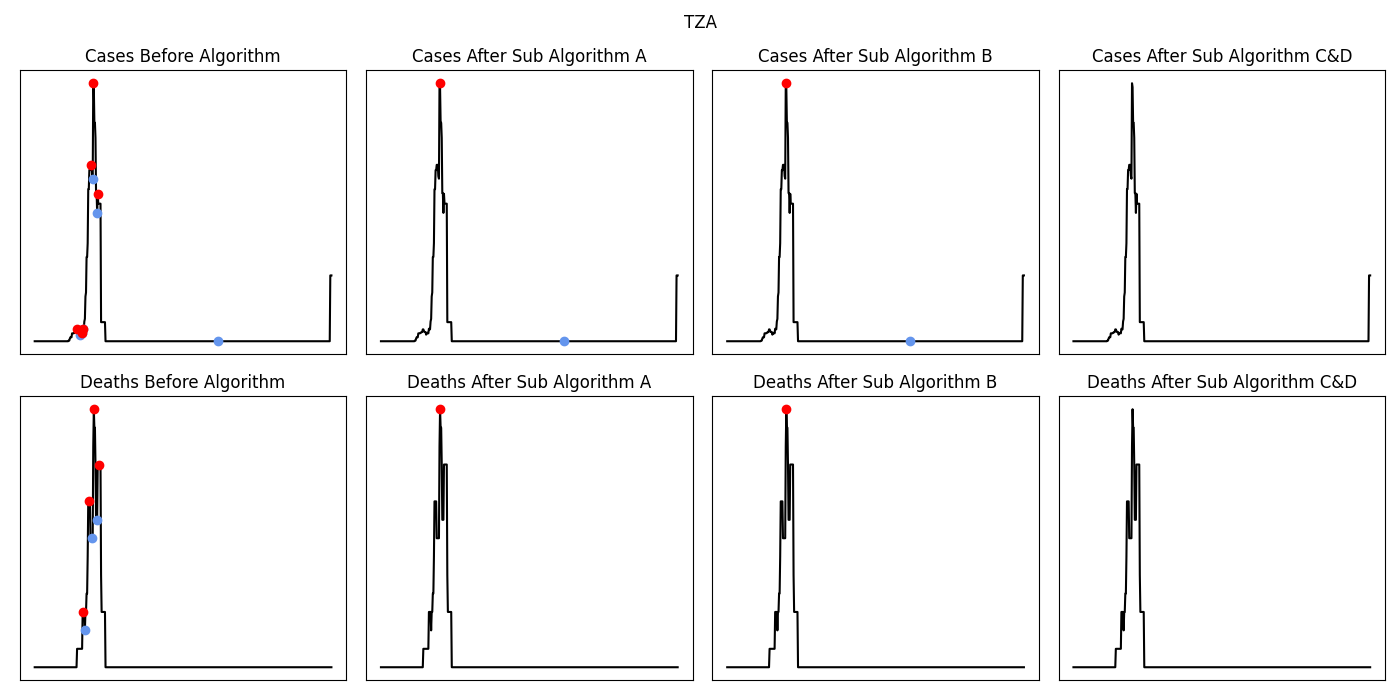 TZA
Cases Before Algorithm
Cases After Sub Algorithm A
Cases After Sub Algorithm B
Cases After Sub Algorithm C&D
Deaths Before Algorithm
Deaths After Sub Algorithm A
Deaths After Sub Algorithm B
Deaths After Sub Algorithm C&D